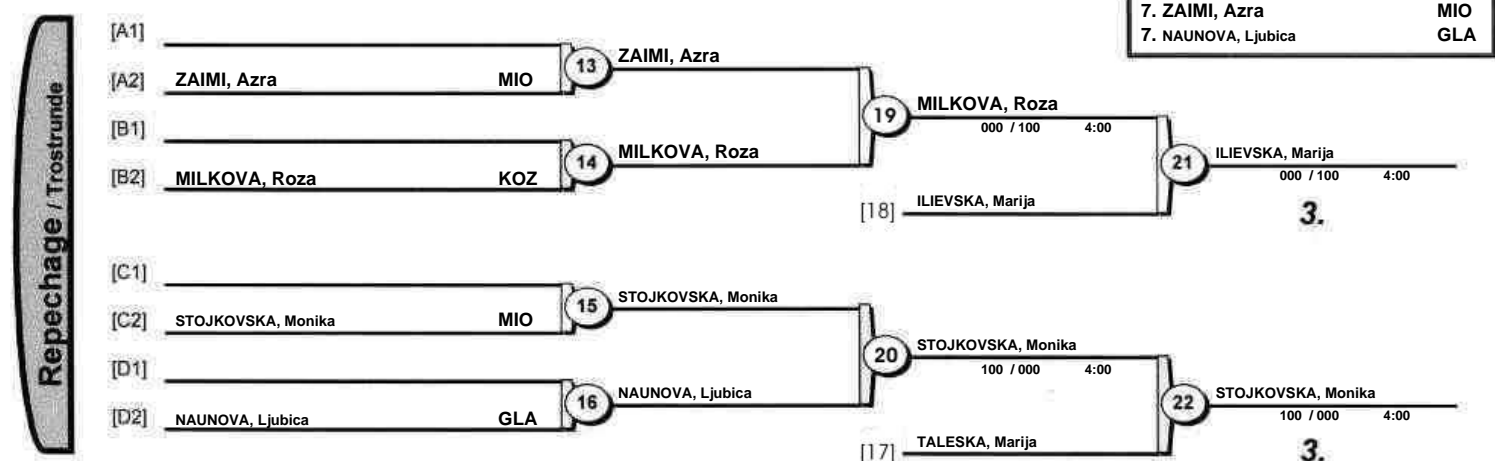 7. ZAIMI, Azra MIO
7. NAUNOVA, Ljubica GLA
Repechage / Trostrunde
[A1]
[A2] ZAIMI, Azra MIO
13 ZAIMI, Azra
[B1]
[B2] MILKOVA, Roza KOZ
14 MILKOVA, Roza
19 MILKOVA, Roza
000 / 100 4:00
[18] ILIEVSKA, Marija
21 ILIEVSKA, Marija
000 / 100 4:00
3.
[C1]
[C2] STOJKOVSKA, Monika MIO
15 STOJKOVSKA, Monika
[D1]
[D2] NAUNOVA, Ljubica GLA
16 NAUNOVA, Ljubica
20 STOJKOVSKA, Monika
100 / 000 4:00
[17] TALESKA, Marija
22 STOJKOVSKA, Monika
100 / 000 4:00
3.